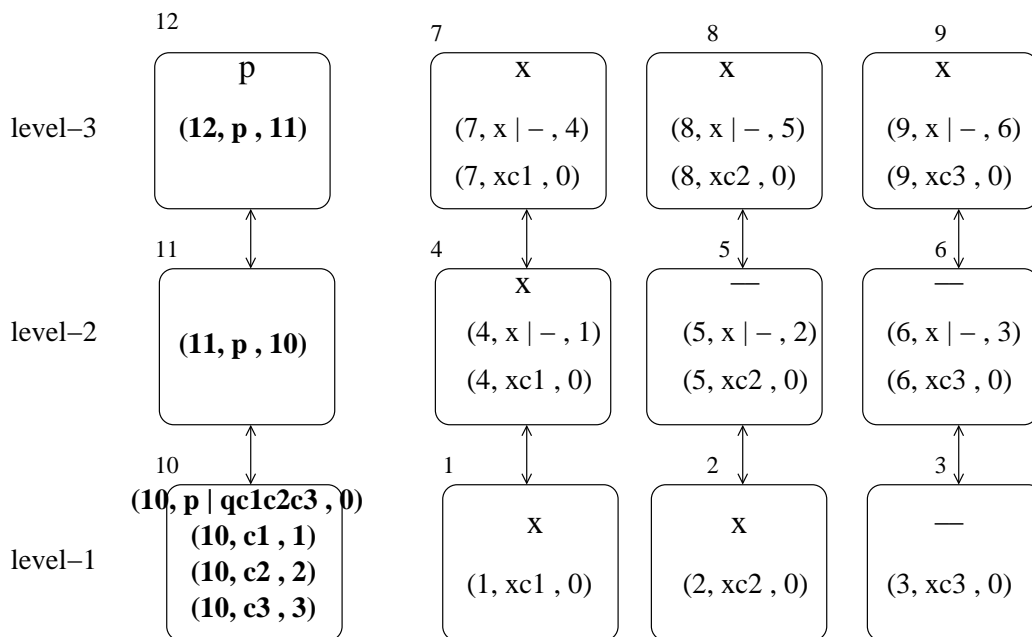 12
7
8
9
level−3
p
(12, p , 11)
x
(7, x | − , 4)
(7, xc1 , 0)
x
(8, x | − , 5)
(8, xc2 , 0)
x
(9, x | − , 6)
(9, xc3 , 0)
11
4
5
6
level−2
(11, p , 10)
x
(4, x | − , 1)
(4, xc1 , 0)
—
(5, x | − , 2)
(5, xc2 , 0)
—
(6, x | − , 3)
(6, xc3 , 0)
10
1
2
3
level−1
(10, p | qc1c2c3 , 0)
(10, c1 , 1)
(10, c2 , 2)
(10, c3 , 3)
x
(1, xc1 , 0)
x
(2, xc2 , 0)
—
(3, xc3 , 0)